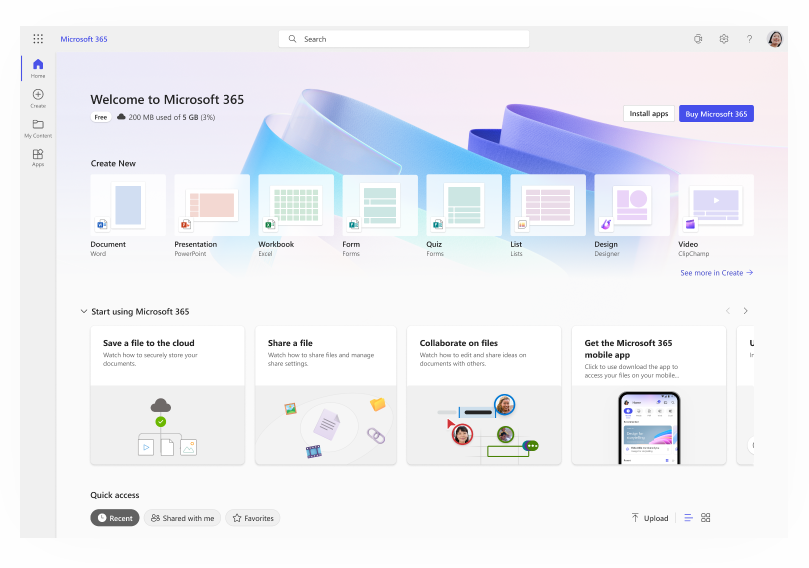 Microsoft 365
Search
?
Home
Create
My Content
Apps
Welcome to Microsoft 365
Free
200 MB used of 5 GB (3%)
Install apps
Buy Microsoft 365
Create New
Document
Word
Presentation
PowerPoint
Workbook
Excel
Form
Forms
Quiz
Forms
List
Lists
Design
Designer
Video
ClipChamp
See more in Create →
Start using Microsoft 365
Save a file to the cloud
Watch how to securely store your
documents.
Share a file
Watch how to share files and manage
share settings.
Collaborate on files
Watch how to edit and share ideas on
documents with others.
Get the Microsoft 365
mobile app
Click to use download the app to
access your files on your mobile...
Quick access
Recent
Shared with me
Favorites
Upload